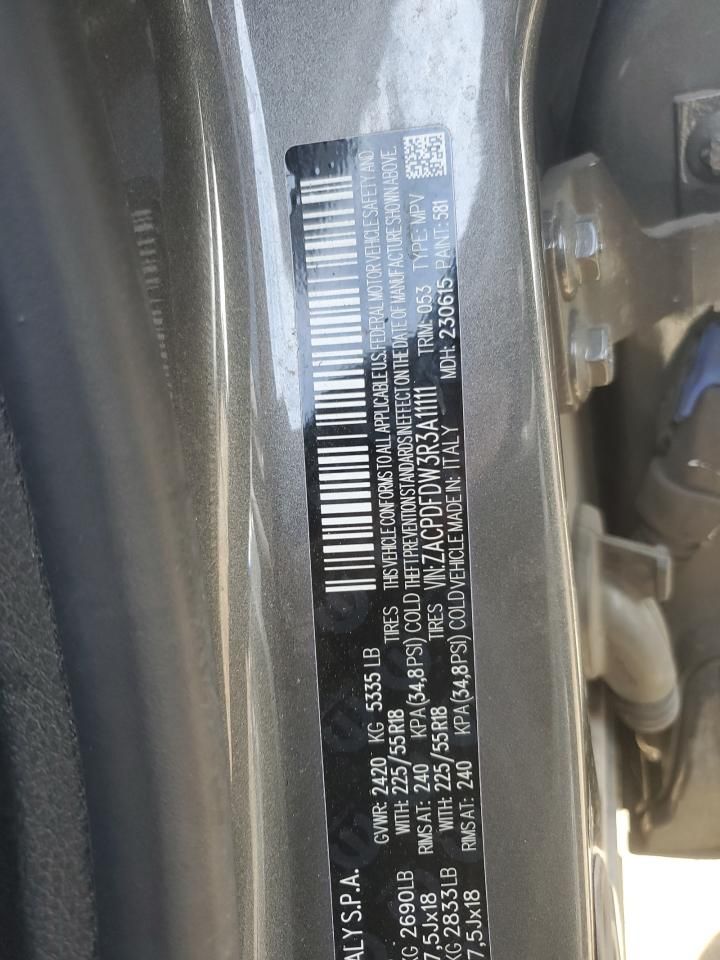 ALY S.P.A.
GVWR: 2420 KG 5335 LB
KG 2690LB WITH: 225/55R18 TIRES
7,5Jx18 RIMS AT: 240 KPA (34,8PSI) COLD
KG 2833LB WITH: 225/55R18 TIRES
7,5Jx18 RIMS AT: 240 KPA (34,8PSI) COLD
THIS VEHICLE CONFORMS TO ALL APPLICABLE U.S. FEDERAL MOTOR VEHICLE SAFETY AND
THEFT PREVENTION STANDARDS IN EFFECT ON THE DATE OF MANUFACTURE SHOWN ABOVE.
VIN: ZACPDFDW3R3A11111 TRIM: 053 TYPE: MPV
VEHICLE MADE IN: ITALY MDH: 230615 PAINT: 581